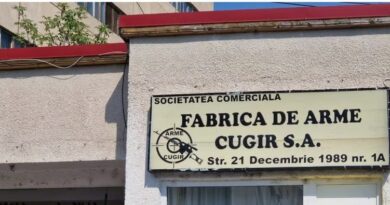 SOCIETATEA COMERCIALA
FABRICA DE ARME
CUGIR S.A.
ARME
CUGIR
Str. 21 Decembrie 1989 nr. 1A